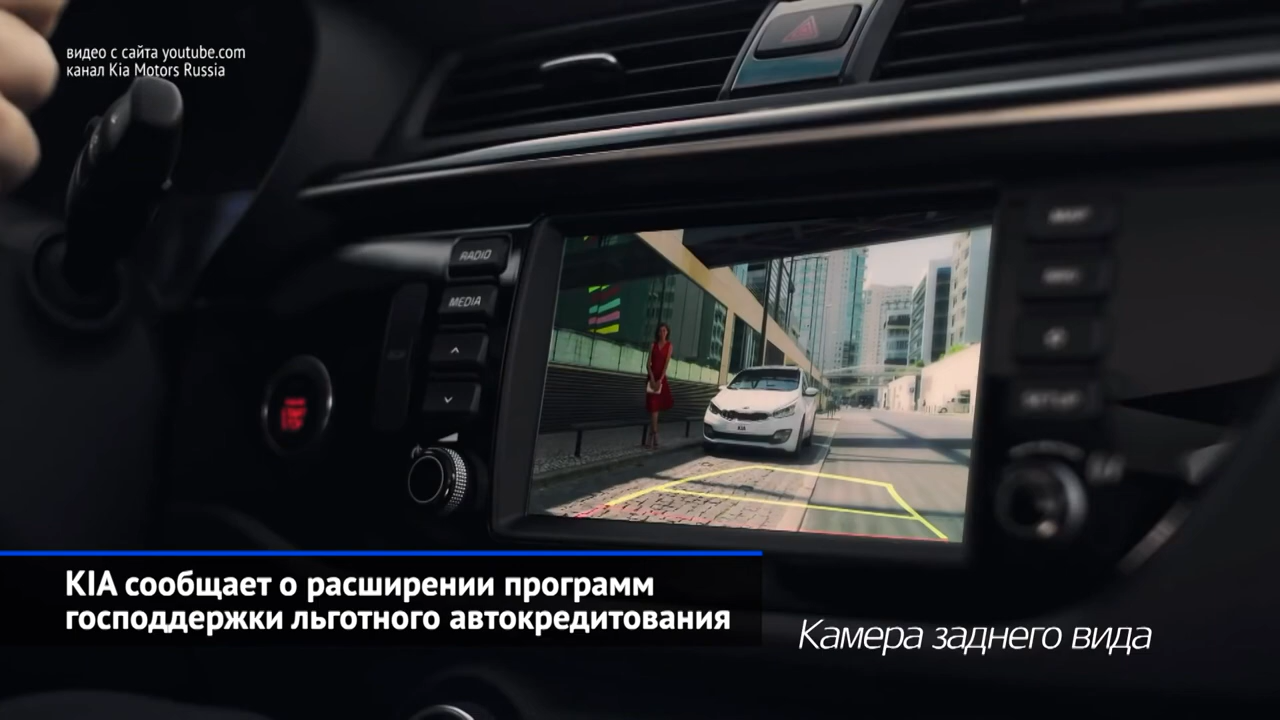 видео с сайта youtube.com
канал Kia Motors Russia
RADIO
MEDIA
SETUP
KIA сообщает о расширении программ
господдержки льготного автокредитования
Камера заднего вида